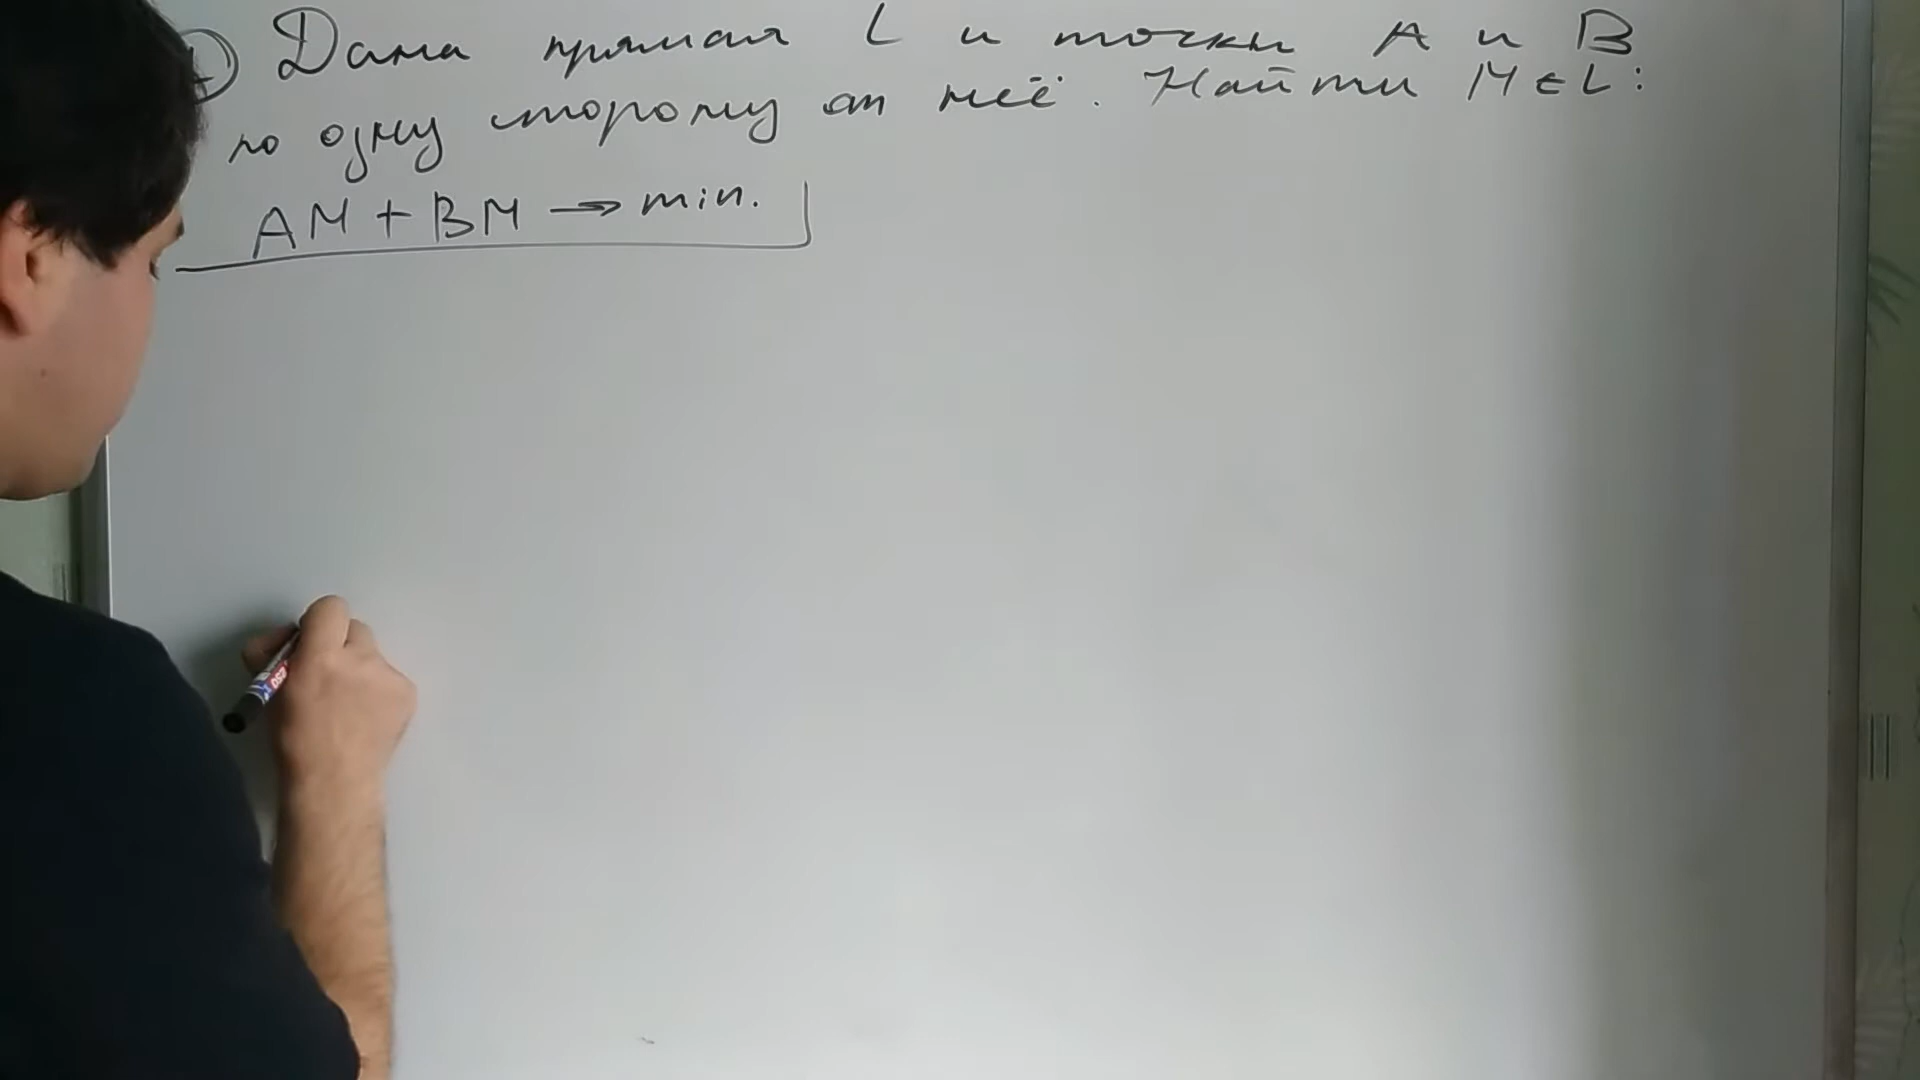 Дана прямая L и точки A и B
по одну сторону от неё. Найти M ∈ L:
AM + BM → min.